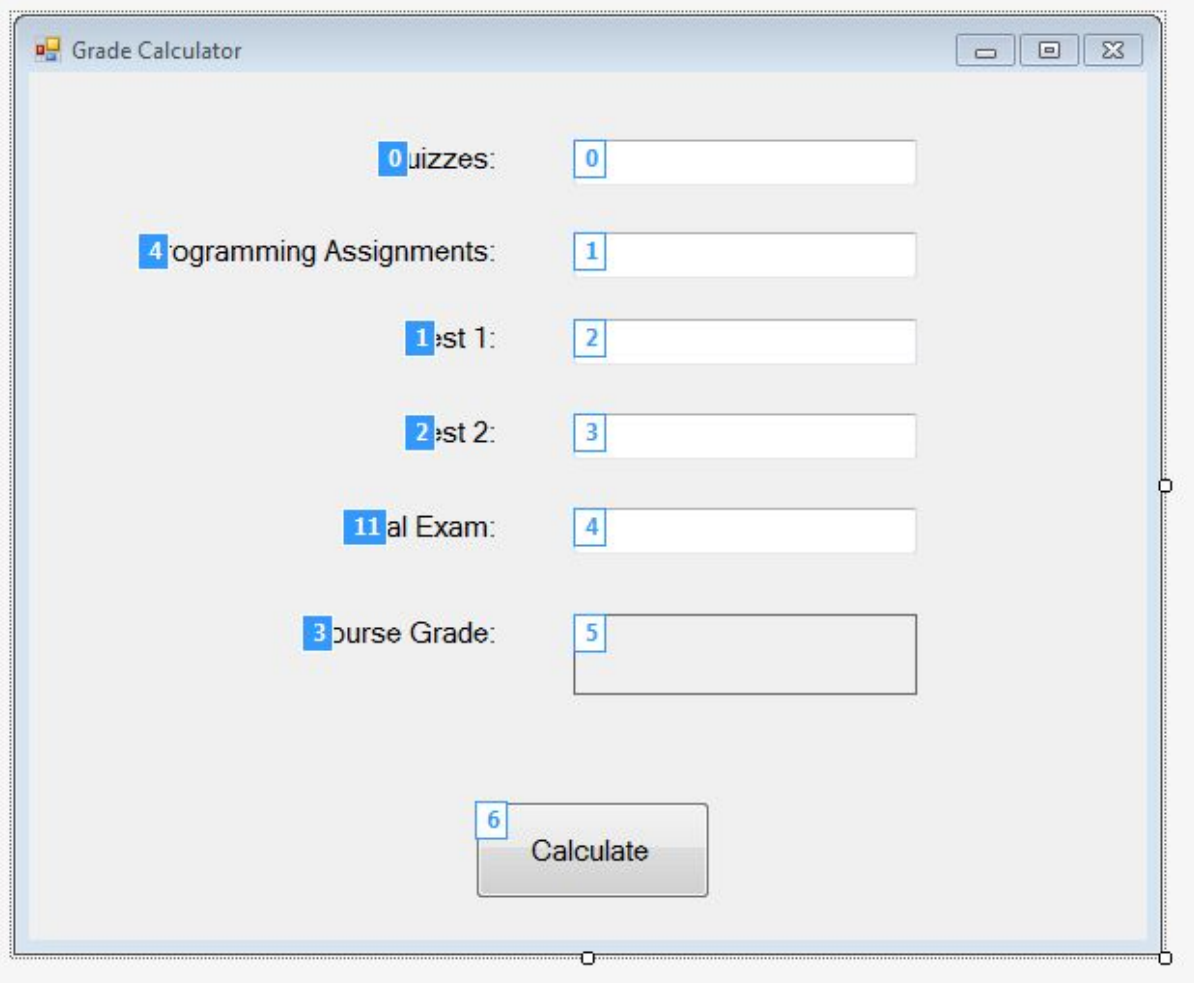 Grade Calculator
0 uizzes: 0
4 rogramming Assignments: 1
1 est 1: 2
2 est 2: 3
11 al Exam: 4
3 ourse Grade: 5
6
Calculate